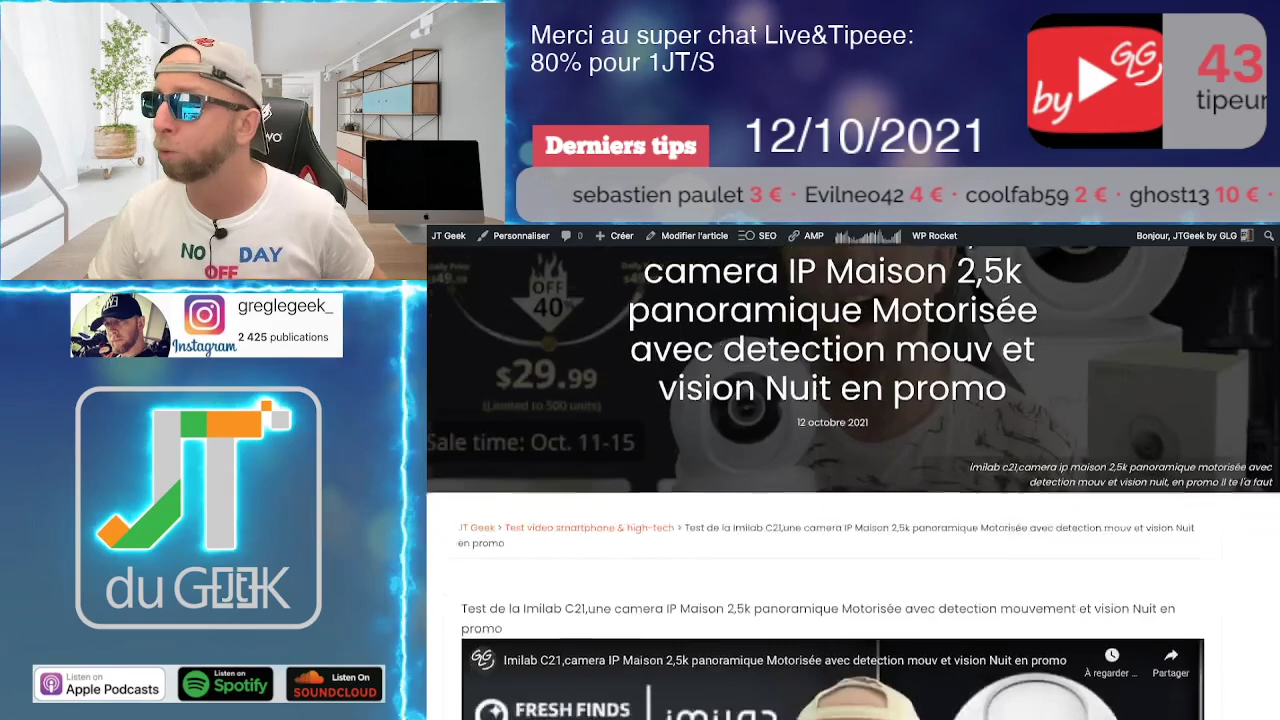 Merci au super chat Live&Tipeee:
80% pour 1JT/S
by GLG
43
tipeur
Derniers tips
12/10/2021
sebastien paulet 3 € · Evilneo42 4 € · coolfab59 2 € · ghost13 10 € ·
NO DAY
OFF
JT Geek Personnaliser 0 Créer Modifier l'article SEO AMP WP Rocket Bonjour, JTGeek by GLG
camera IP Maison 2,5k
panoramique Motorisée
avec detection mouv et
vision Nuit en promo
12 octobre 2021
OFF
40%
$29.99
(Limited to 500 units)
Sale time: Oct. 11-15
Imilab c21,camera ip maison 2,5k panoramique motorisée avec
detection mouv et vision nuit, en promo il te l'a faut
greglegeek_
2 425 publications
Instagram
JT
du GEEK
Listen on
Apple Podcasts
Listen on
Spotify
Listen On
SOUNDCLOUD
JT Geek > Test video smartphone & high-tech > Test de la Imilab C21,une camera IP Maison 2,5k panoramique Motorisée avec detection mouv et vision Nuit
en promo
Test de la Imilab C21,une camera IP Maison 2,5k panoramique Motorisée avec detection mouvement et vision Nuit en
promo
GLG
Imilab C21,camera IP Maison 2,5k panoramique Motorisée avec detection mouv et vision Nuit en promo
À regarder ...
Partager
FRESH FINDS
imilab